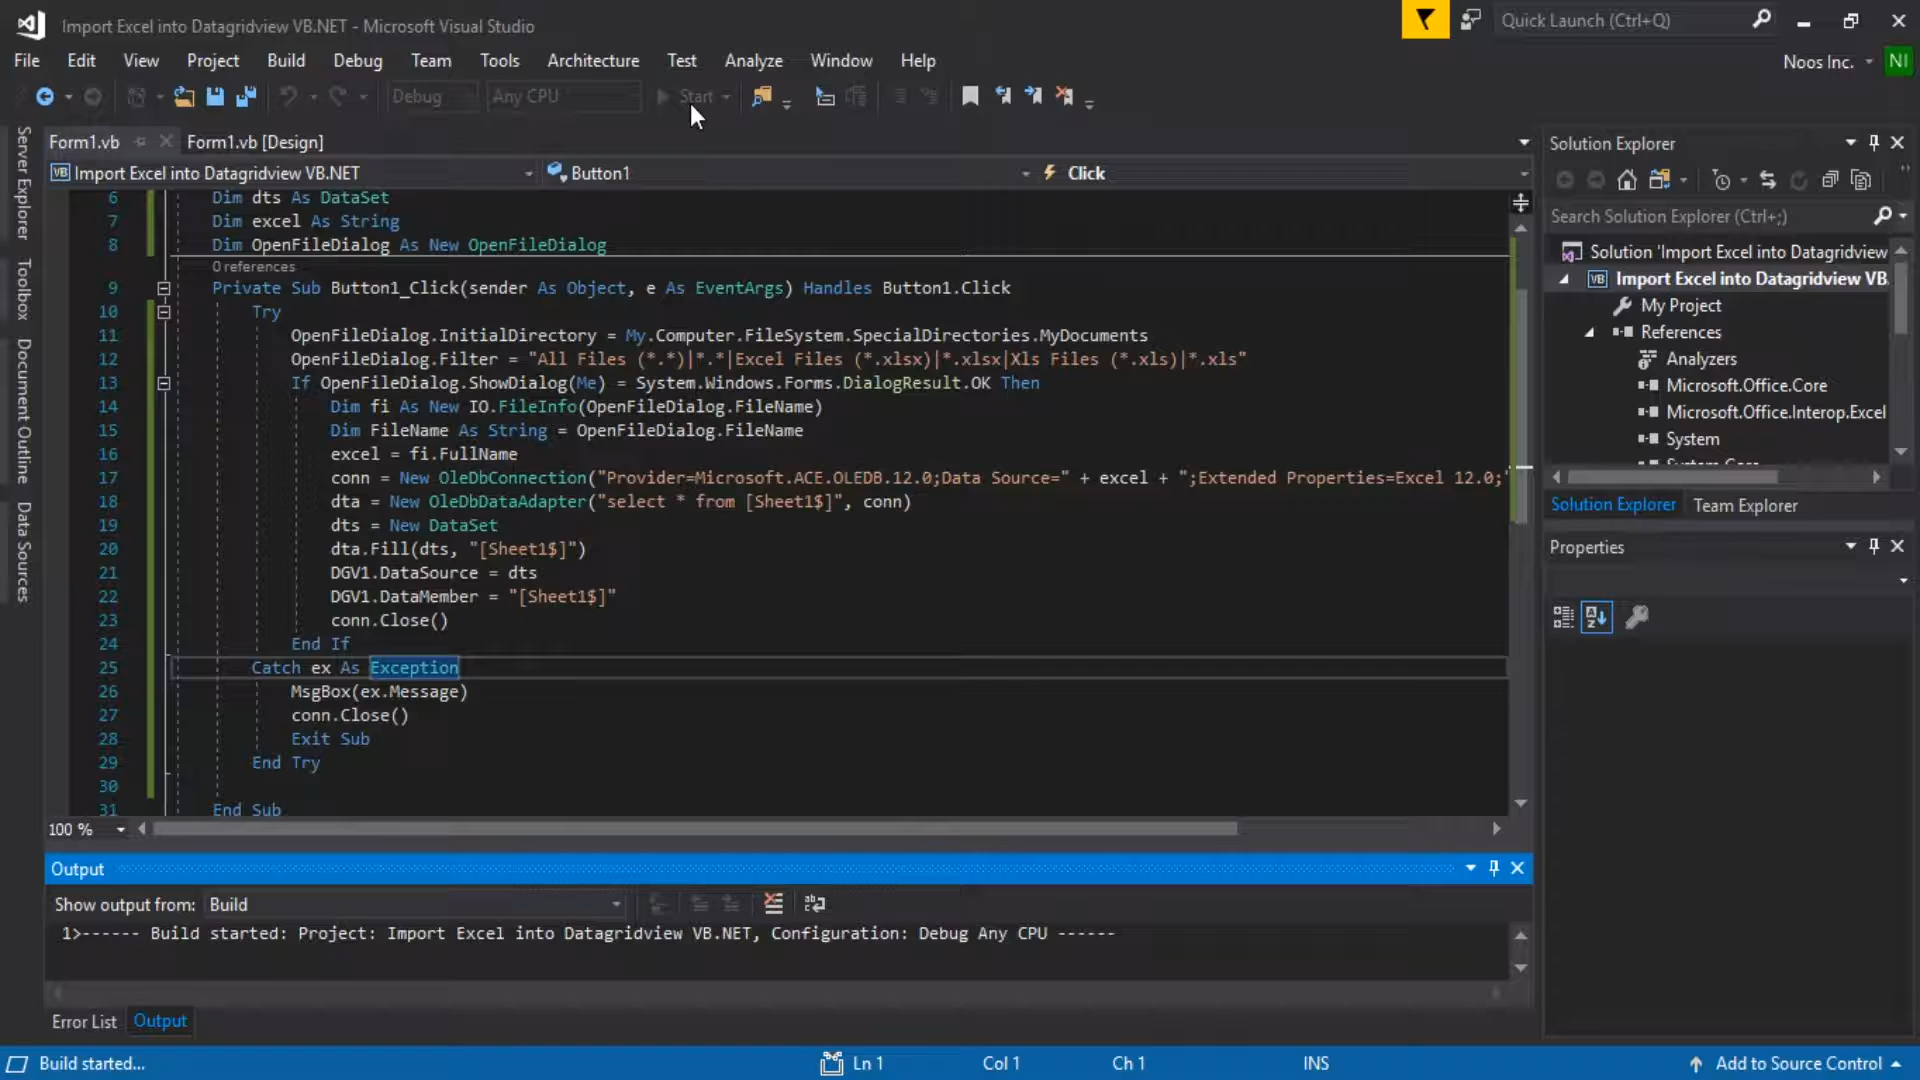 Import Excel into Datagridview VB.NET - Microsoft Visual Studio
Quick Launch (Ctrl+Q)
File Edit View Project Build Debug Team Tools Architecture Test Analyze Window Help
Noos Inc. NI
Debug Any CPU Start
Form1.vb Form1.vb [Design]
Import Excel into Datagridview VB.NET Button1 Click
6 Dim dts As DataSet
7 Dim excel As String
8 Dim OpenFileDialog As New OpenFileDialog
0 references
9 Private Sub Button1_Click(sender As Object, e As EventArgs) Handles Button1.Click
10 Try
11 OpenFileDialog.InitialDirectory = My.Computer.FileSystem.SpecialDirectories.MyDocuments
12 OpenFileDialog.Filter = "All Files (*.*)|*.*|Excel Files (*.xlsx)|*.xlsx|Xls Files (*.xls)|*.xls"
13 If OpenFileDialog.ShowDialog(Me) = System.Windows.Forms.DialogResult.OK Then
14 Dim fi As New IO.FileInfo(OpenFileDialog.FileName)
15 Dim FileName As String = OpenFileDialog.FileName
16 excel = fi.FullName
17 conn = New OleDbConnection("Provider=Microsoft.ACE.OLEDB.12.0;Data Source=" + excel + ";Extended Properties=Excel 12.0;"
18 dta = New OleDbDataAdapter("select * from [Sheet1$]", conn)
19 dts = New DataSet
20 dta.Fill(dts, "[Sheet1$]")
21 DGV1.DataSource = dts
22 DGV1.DataMember = "[Sheet1$]"
23 conn.Close()
24 End If
25 Catch ex As Exception
26 MsgBox(ex.Message)
27 conn.Close()
28 Exit Sub
29 End Try
30
31 End Sub
100 %
Output
Show output from: Build
1>------ Build started: Project: Import Excel into Datagridview VB.NET, Configuration: Debug Any CPU ------
Error List Output
Build started...
Ln 1 Col 1 Ch 1 INS
Add to Source Control
Server Explorer
Toolbox
Document Outline
Data Sources
Solution Explorer
Search Solution Explorer (Ctrl+;)
Solution 'Import Excel into Datagridview
VB Import Excel into Datagridview VB.
My Project
References
Analyzers
Microsoft.Office.Core
Microsoft.Office.Interop.Excel
System
System.Core
Solution Explorer Team Explorer
Properties